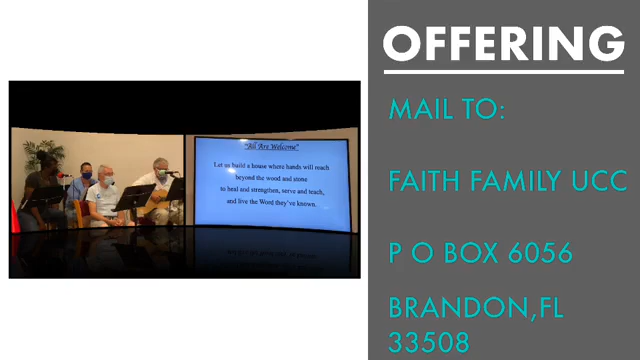 "All Are Welcome"
Let us build a house where hands will reach
beyond the wood and stone
to heal and strengthen, serve and teach,
and live the Word they've known.
OFFERING
MAIL TO:
FAITH FAMILY UCC
P O BOX 6056
BRANDON,FL
33508